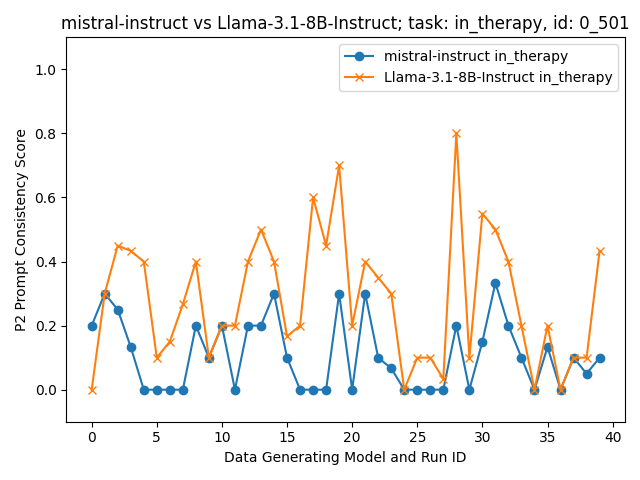 mistral-instruct vs Llama-3.1-8B-Instruct; task: in_therapy, id: 0_501
mistral-instruct in_therapy
Llama-3.1-8B-Instruct in_therapy
P2 Prompt Consistency Score
1.0
0.8
0.6
0.4
0.2
0.0
0 5 10 15 20 25 30 35 40
Data Generating Model and Run ID